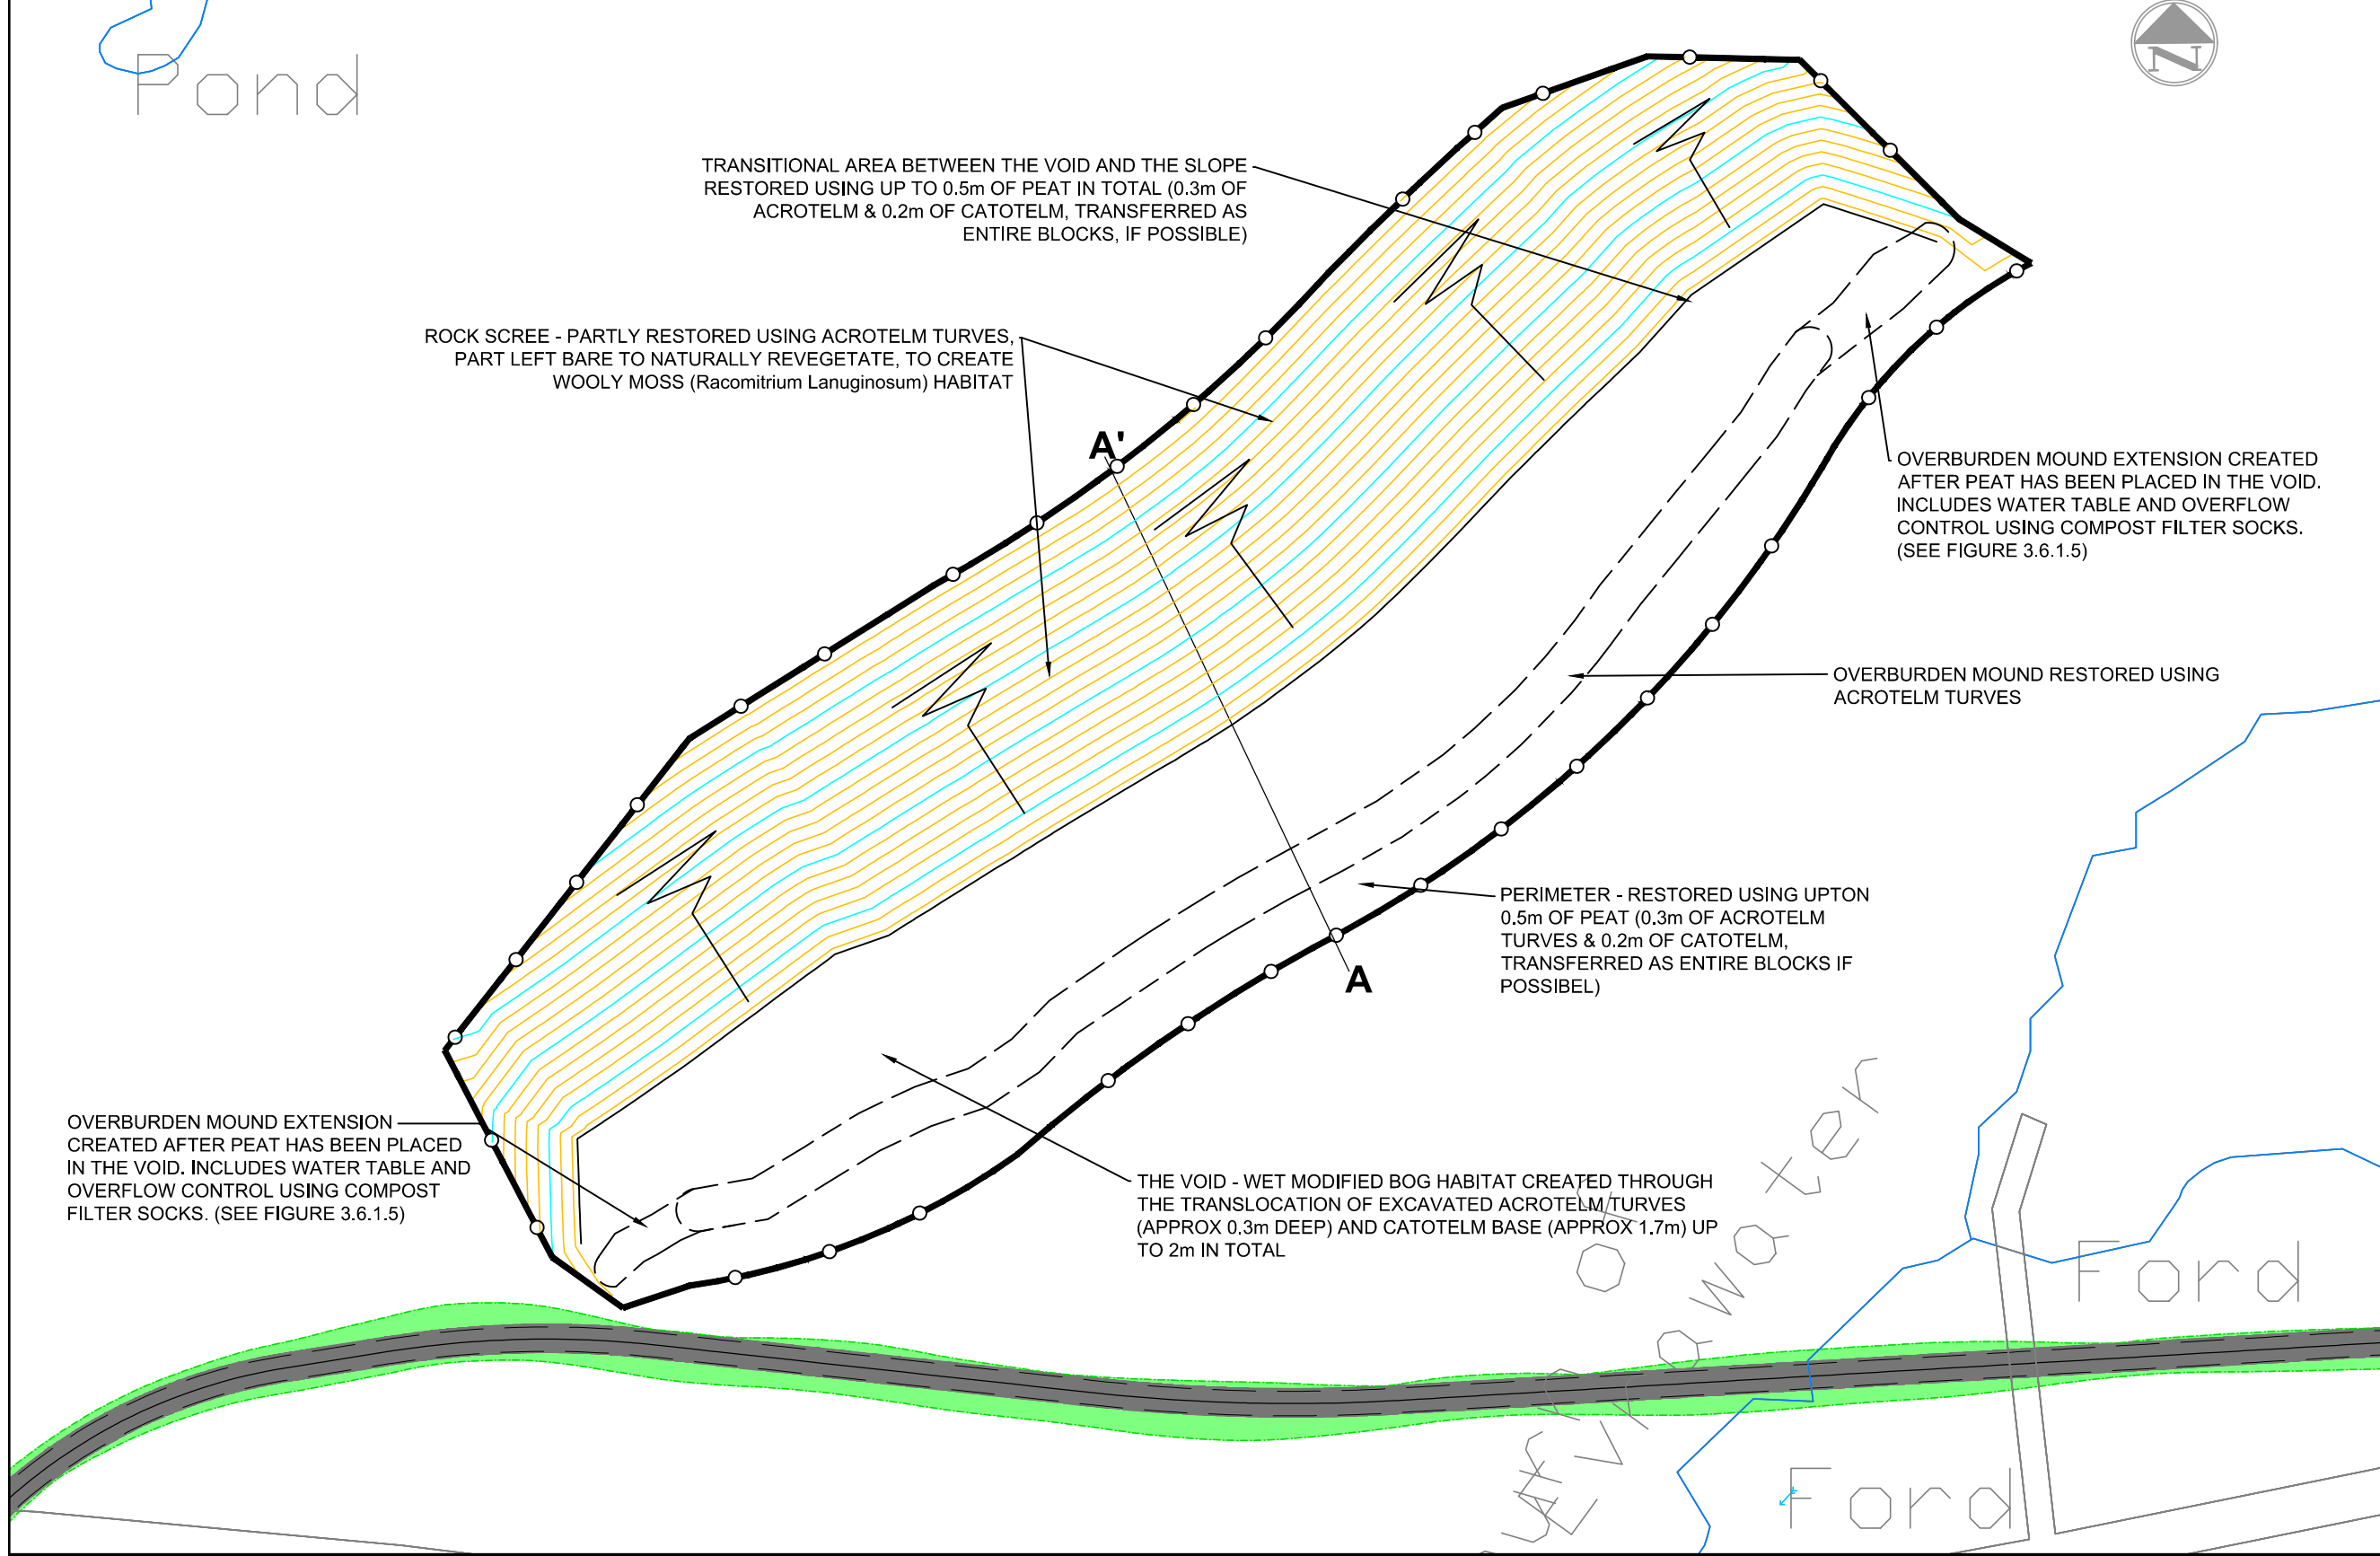 Pond
N
TRANSITIONAL AREA BETWEEN THE VOID AND THE SLOPE
RESTORED USING UP TO 0.5m OF PEAT IN TOTAL (0.3m OF
ACROTELM & 0.2m OF CATOTELM, TRANSFERRED AS
ENTIRE BLOCKS, IF POSSIBLE)
ROCK SCREE - PARTLY RESTORED USING ACROTELM TURVES,
PART LEFT BARE TO NATURALLY REVEGETATE, TO CREATE
WOOLY MOSS (Racomitrium Lanuginosum) HABITAT
A'
OVERBURDEN MOUND EXTENSION CREATED
AFTER PEAT HAS BEEN PLACED IN THE VOID.
INCLUDES WATER TABLE AND OVERFLOW
CONTROL USING COMPOST FILTER SOCKS.
(SEE FIGURE 3.6.1.5)
OVERBURDEN MOUND RESTORED USING
ACROTELM TURVES
PERIMETER - RESTORED USING UPTON
0.5m OF PEAT (0.3m OF ACROTELM
TURVES & 0.2m OF CATOTELM,
TRANSFERRED AS ENTIRE BLOCKS IF
POSSIBEL)
A
OVERBURDEN MOUND EXTENSION
CREATED AFTER PEAT HAS BEEN PLACED
IN THE VOID. INCLUDES WATER TABLE AND
OVERFLOW CONTROL USING COMPOST
FILTER SOCKS. (SEE FIGURE 3.6.1.5)
THE VOID - WET MODIFIED BOG HABITAT CREATED THROUGH
THE TRANSLOCATION OF EXCAVATED ACROTELM TURVES
(APPROX 0.3m DEEP) AND CATOTELM BASE (APPROX 1.7m) UP
TO 2m IN TOTAL
Ford
Ford